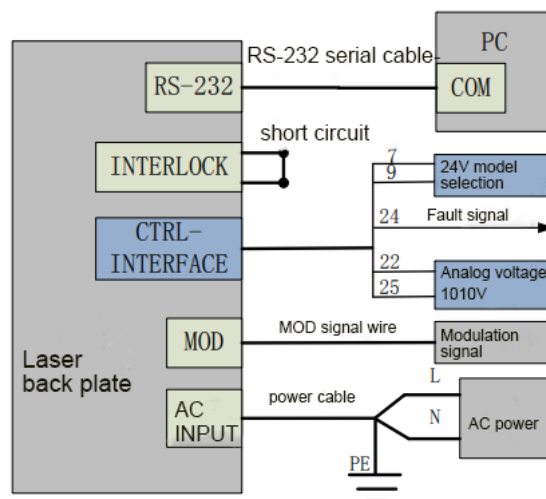 PC
RS-232 serial cable
RS-232
COM
short circuit
INTERLOCK
7
9
24V model
selection
CTRL-
INTERFACE
24
Fault signal
22
25
Analog voltage
1010V
MOD
MOD signal wire
Modulation
signal
Laser
back plate
AC
INPUT
power cable
L
N
AC power
PE